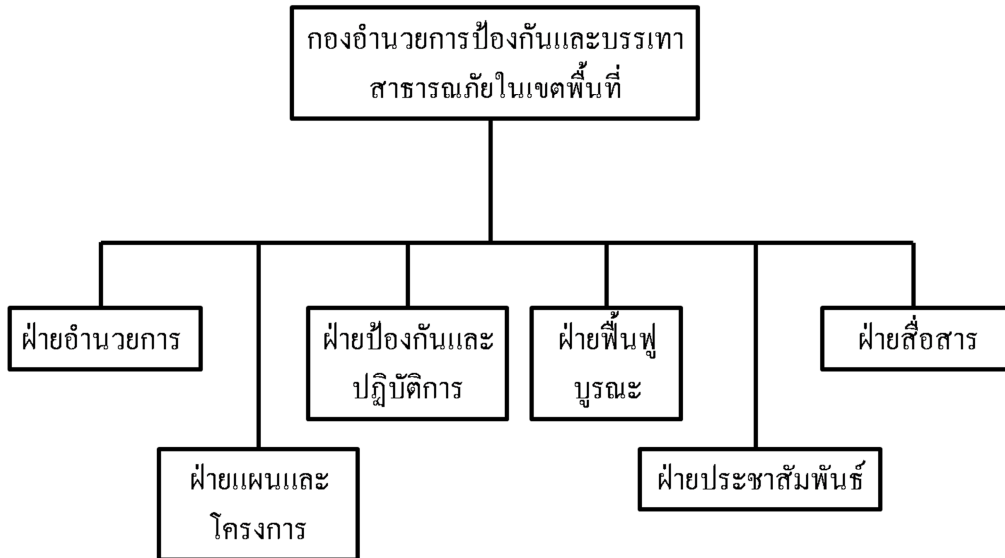 กองอำนวยการป้องกันและบรรเทา
สาธารณภัยในเขตพื้นที่
ฝ่ายอำนวยการ
ฝ่ายป้องกันและ
ปฏิบัติการ
ฝ่ายฟื้นฟู
บูรณะ
ฝ่ายสื่อสาร
ฝ่ายแผนและ
โครงการ
ฝ่ายประชาสัมพันธ์